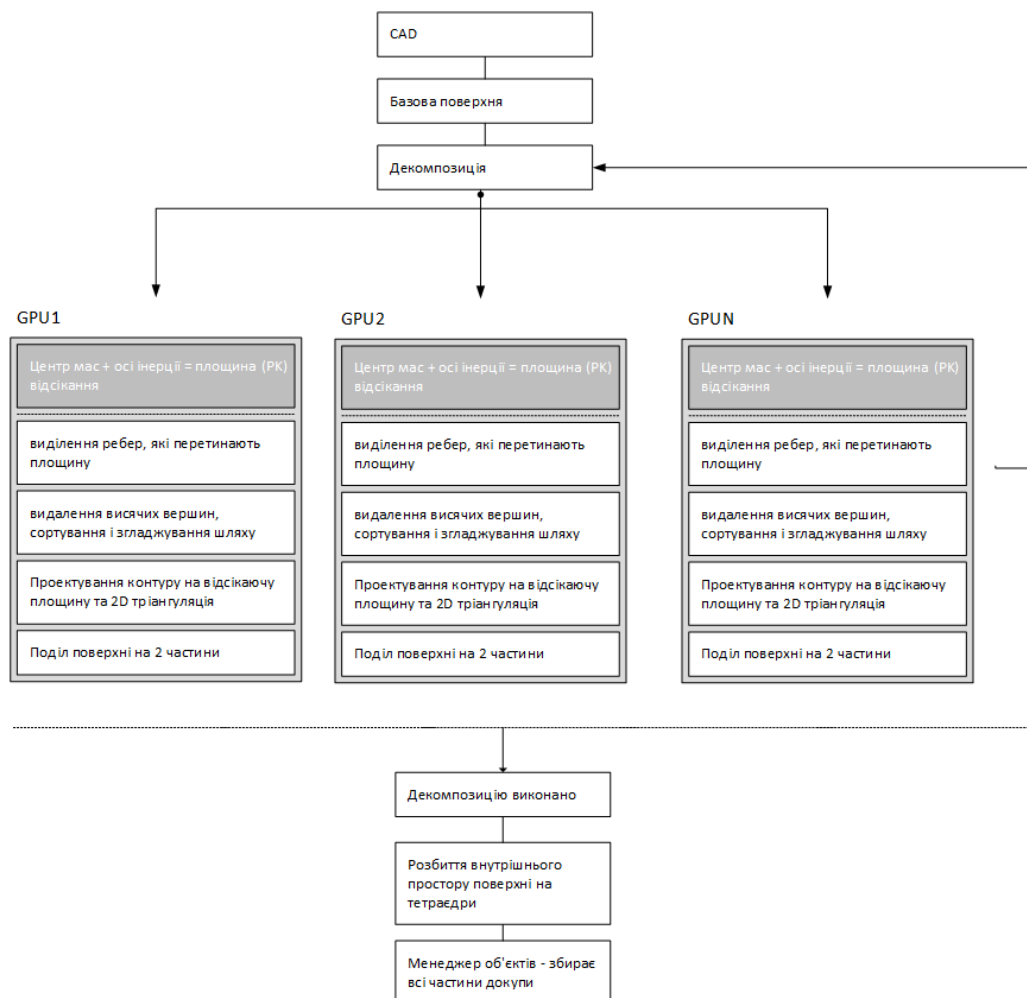 CAD
Базова поверхня
Декомпозиція
GPU1
Центр мас + осі інерції = площина (РК)
відсікання
виділення ребер, які перетинають
площину
видалення висячих вершин,
сортування і згладжування шляху
Проектування контуру на відсікаючу
площину та 2D тріангуляція
Поділ поверхні на 2 частини
GPU2
Центр мас + осі інерції = площина (РК)
відсікання
виділення ребер, які перетинають
площину
видалення висячих вершин,
сортування і згладжування шляху
Проектування контуру на відсікаючу
площину та 2D тріангуляція
Поділ поверхні на 2 частини
GPUN
Центр мас + осі інерції = площина (РК)
відсікання
виділення ребер, які перетинають
площину
видалення висячих вершин,
сортування і згладжування шляху
Проектування контуру на відсікаючу
площину та 2D тріангуляція
Поділ поверхні на 2 частини
Декомпозицію виконано
Розбиття внутрішнього
простору поверхні на
тетраєдри
Менеджер об'єктів - збирає
всі частини докупи